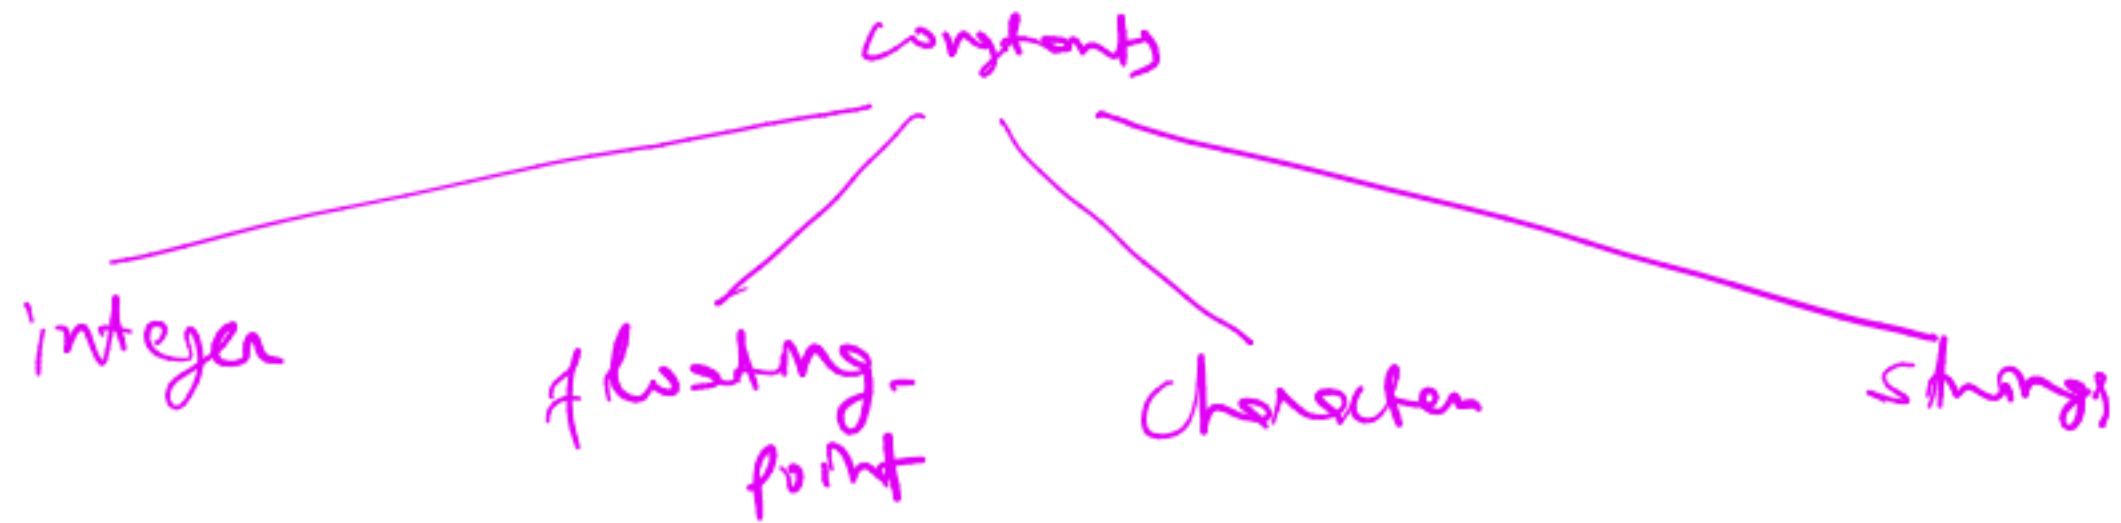 constants
integer
floating-
point
character
strings